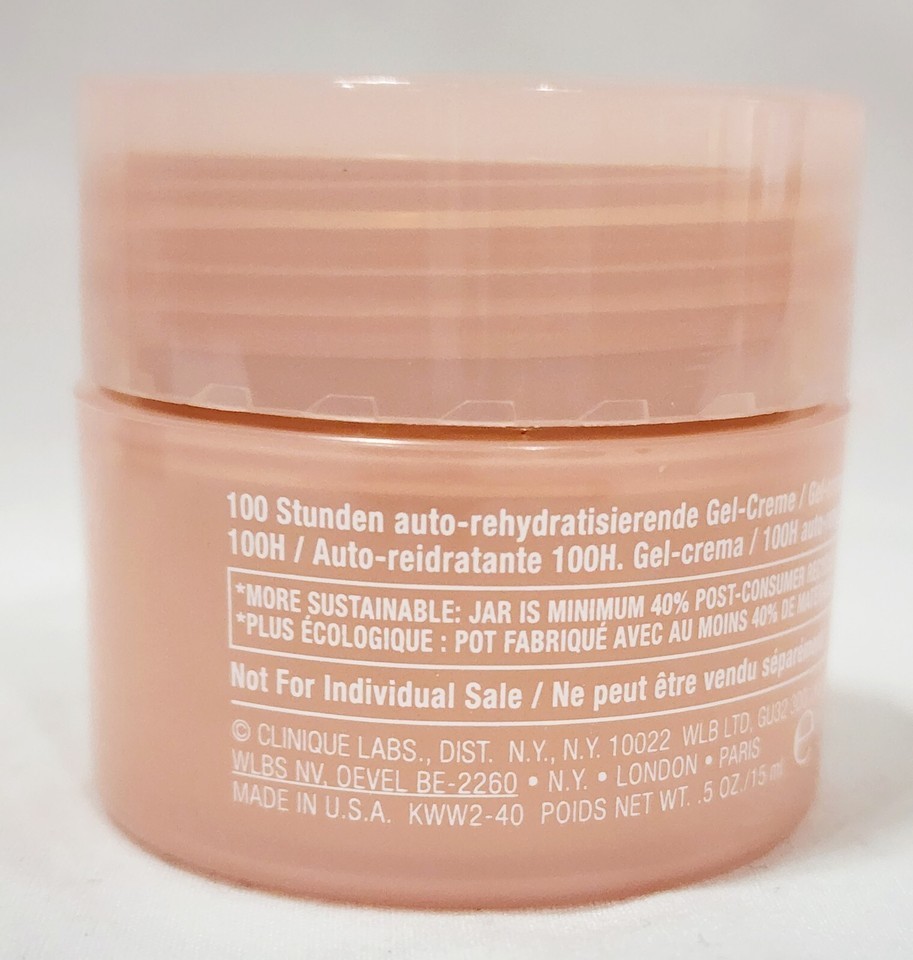 100 Stunden auto-rehydratisierende Gel-Creme /
100H / Auto-reidratante 100H. Gel-crema / 100H
*MORE SUSTAINABLE: JAR IS MINIMUM 40% POST-CONSUMER
*PLUS ÉCOLOGIQUE : POT FABRIQUÉ AVEC AU MOINS 40% DE
Not For Individual Sale / Ne peut être vendu séparément
© CLINIQUE LABS., DIST. N.Y., N.Y. 10022 WLB LTD, GU32
WLBS NV, OEVEL BE-2260 • N.Y. • LONDON • PARIS
MADE IN U.S.A. KWW2-40 POIDS NET WT. .5 OZ./15 ml e